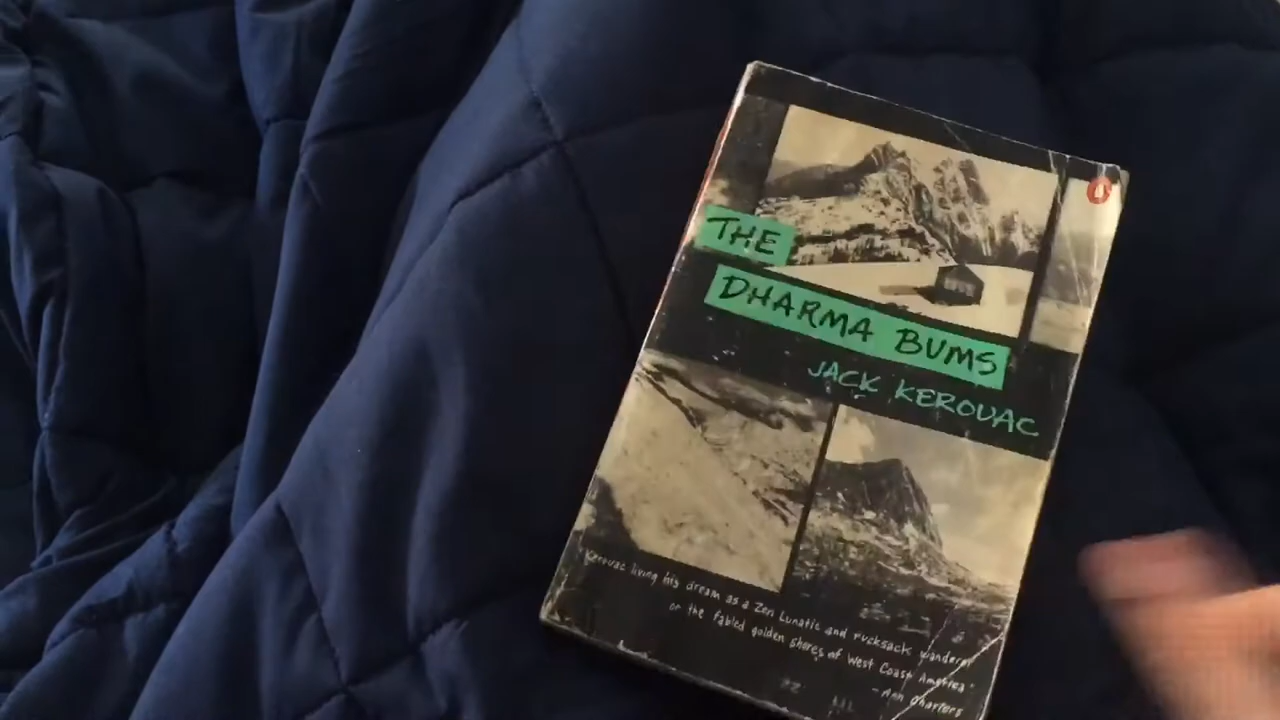 THE
DHARMA BUMS
JACK KEROUAC
Kerouac living his dream as a Zen Lunatic and rucksack wanderer
or the fabled golden shores of West Coast America"
- Ann Charters